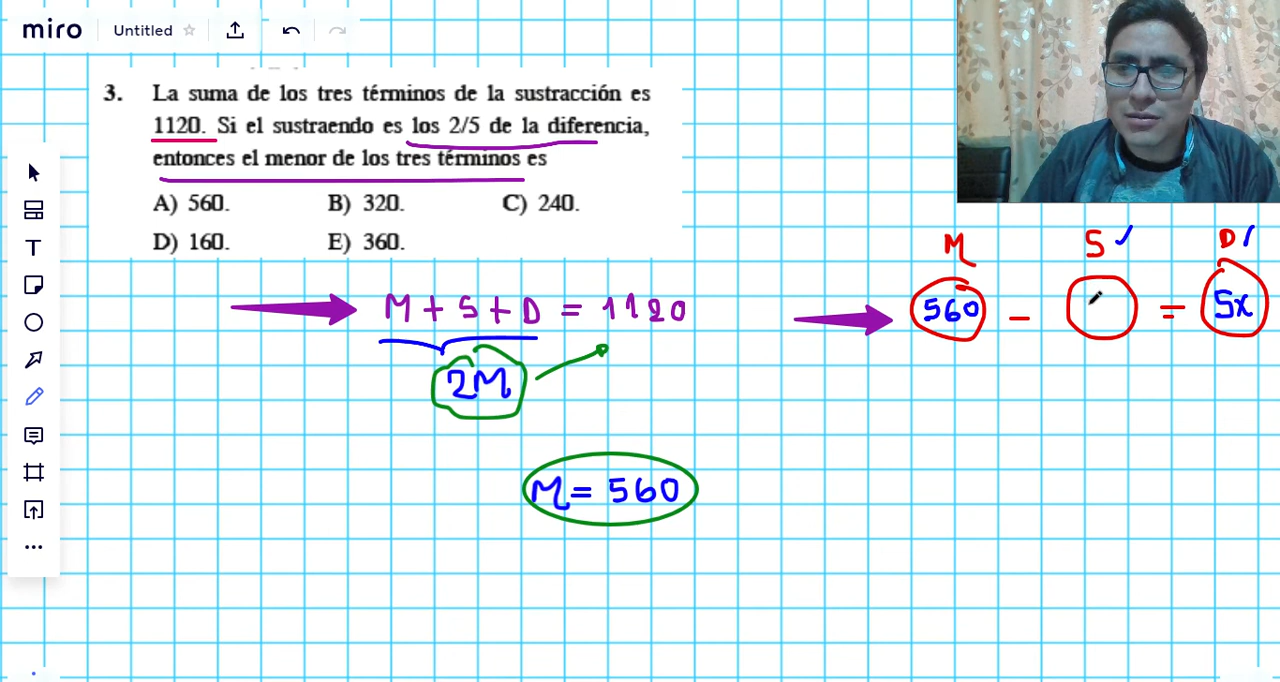 miro
Untitled
3. La suma de los tres términos de la sustracción es
1120. Si el sustraendo es los 2/5 de la diferencia,
entonces el menor de los tres términos es
A) 560. B) 320. C) 240.
D) 160. E) 360.
M S D
M + S + D = 1120
560 - = 5x
2M
M = 560
T